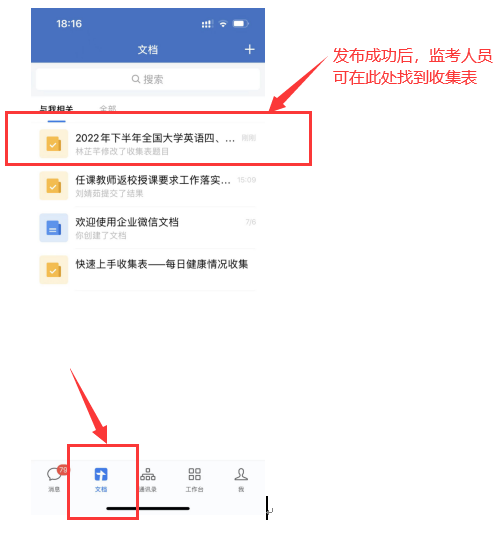 18:16
文档
发布成功后，监考人员
可在此处找到收集表
搜索
与我相关 全部
2022年下半年全国大学英语四、... 刚刚
林芷芊修改了收集表题目
任课教师返校授课要求工作落实... 15:09
刘婧茹提交了结果
欢迎使用企业微信文档 7/8
你创建了文档
快速上手收集表——每日健康情况收集
79
消息 文档 通讯录 工作台 我